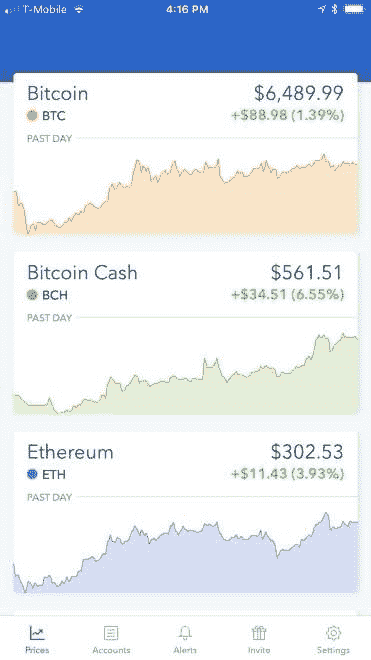 T-Mobile 4:16 PM
Bitcoin $6,489.99
BTC +$88.98 (1.39%)
PAST DAY
Bitcoin Cash $561.51
BCH +$34.51 (6.55%)
PAST DAY
Ethereum $302.53
ETH +$11.43 (3.93%)
PAST DAY
Prices Accounts Alerts Invite Settings